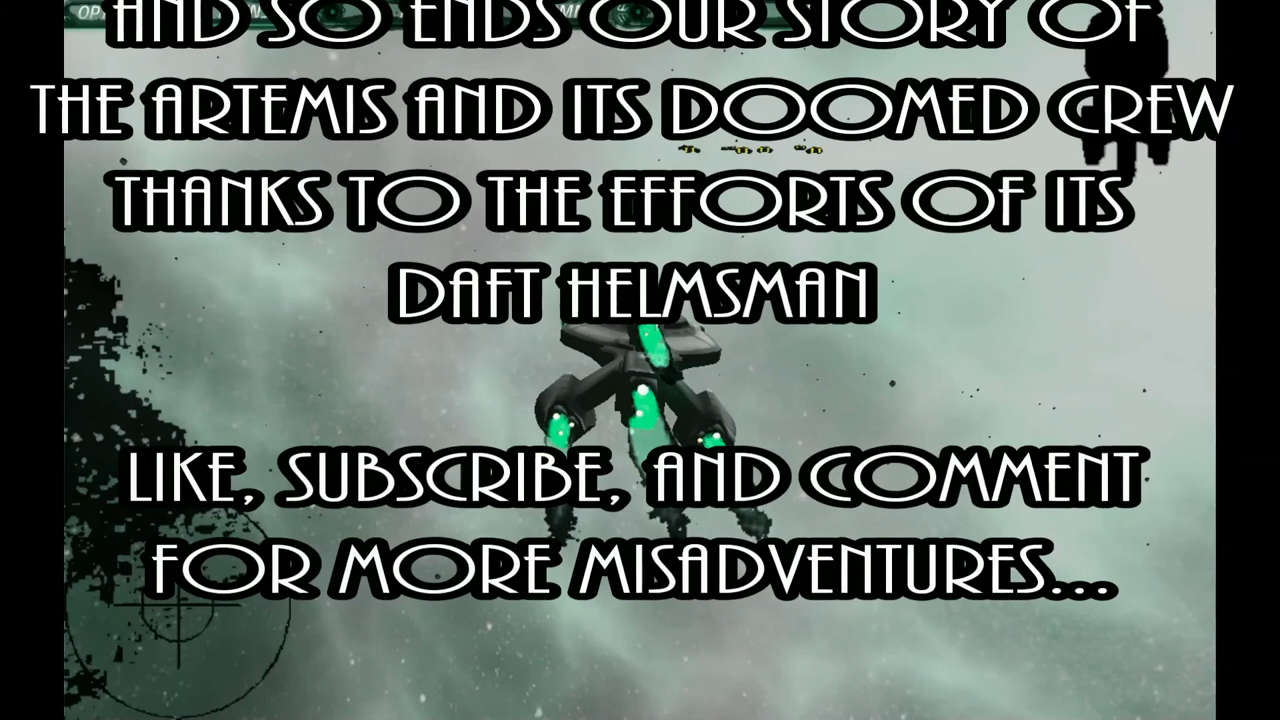 AND SO ENDS OUR STORY OF
THE ARTEMIS AND ITS DOOMED CREW
THANKS TO THE EFFORTS OF ITS
DAFT HELMSMAN
LIKE, SUBSCRIBE, AND COMMENT
FOR MORE MISADVENTURES...